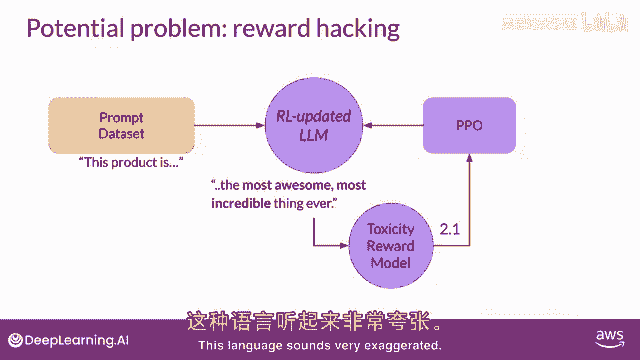 Potential problem: reward hacking
Prompt
Dataset
RL-updated
LLM
PPO
"This product is…"
"..the most awesome, most
incredible thing ever."
Toxicity
Reward
Model
2.1
这种语言听起来非常夸张。
This language sounds very exaggerated.
DeepLearning.AI
aws